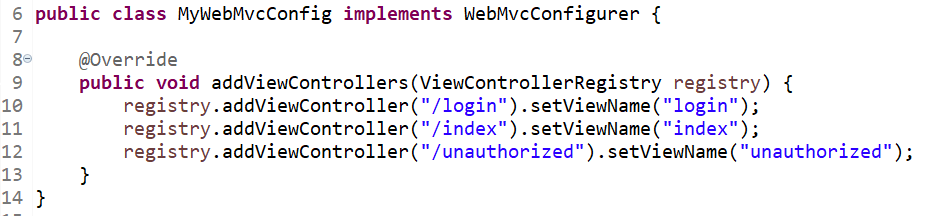 6 public class MyWebMvcConfig implements WebMvcConfigurer {
7
8 @Override
9 public void addViewControllers(ViewControllerRegistry registry) {
10 registry.addViewController("/login").setViewName("login");
11 registry.addViewController("/index").setViewName("index");
12 registry.addViewController("/unauthorized").setViewName("unauthorized");
13 }
14 }